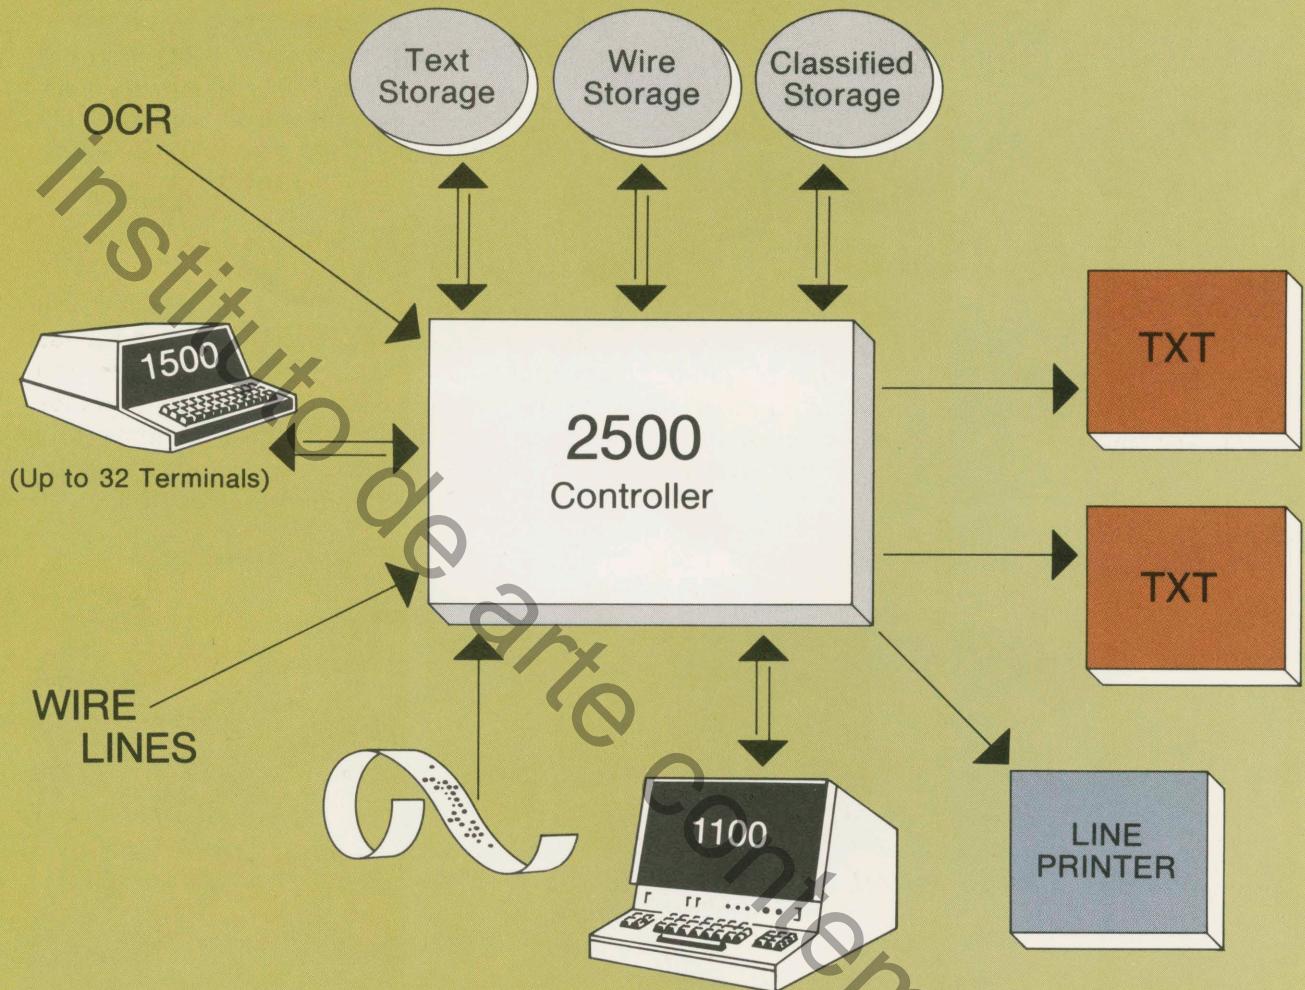 Text
Storage
Wire
Storage
Classified
Storage
OCR
1500
(Up to 32 Terminals)
2500
Controller
TXT
TXT
WIRE
LINES
1100
LINE
PRINTER
instituto de arte contem